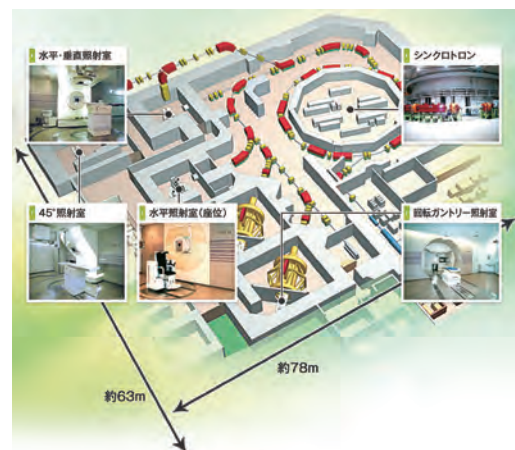 水平・垂直照射室
シンクロトロン
45°照射室
水平照射室(座位)
回転ガントリー照射室
約78m
約63m